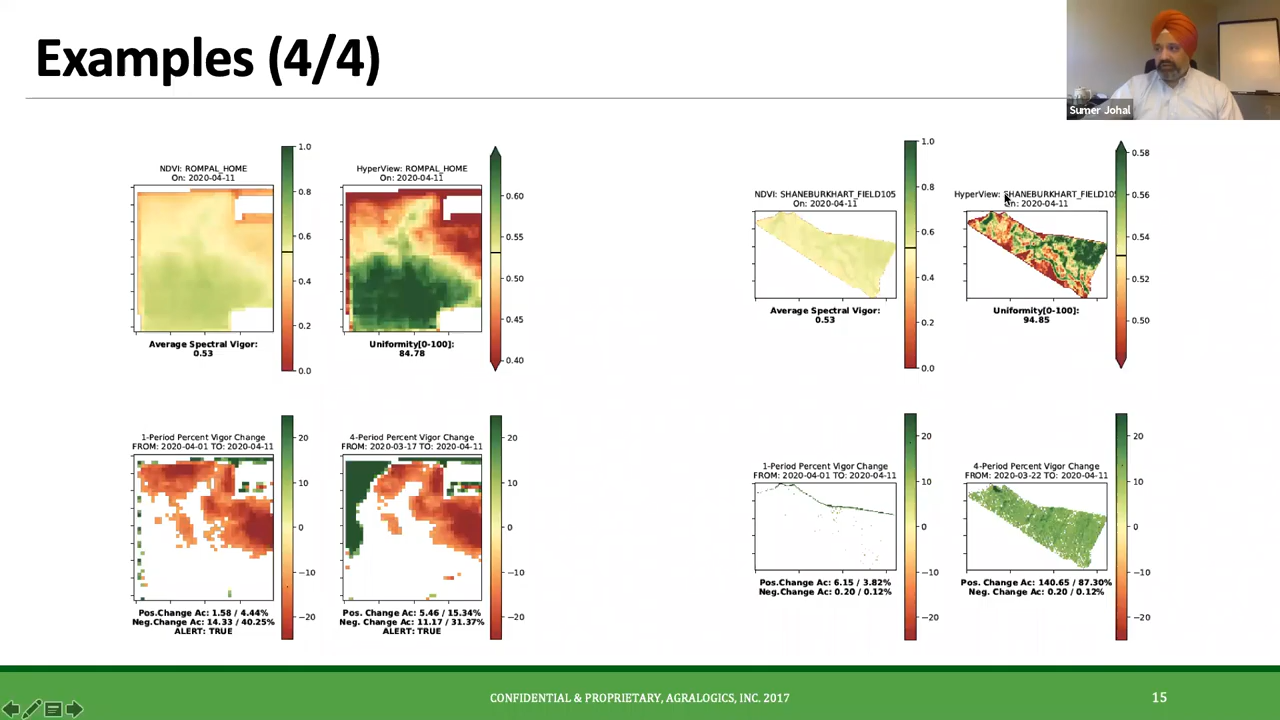 Examples (4/4)
Sumer Johal
NDVI: ROMPAL_HOME
On: 2020-04-11
1.0
0.8
0.6
0.4
0.2
0.0
Average Spectral Vigor:
0.53
HyperView: ROMPAL_HOME
On: 2020-04-11
0.60
0.55
0.50
0.45
0.40
Uniformity[0-100]:
84.78
NDVI: SHANEBURKHART_FIELD105
On: 2020-04-11
1.0
0.8
0.6
0.4
0.2
0.0
Average Spectral Vigor:
0.53
HyperView: SHANEBURKHART_FIELD105
On: 2020-04-11
0.58
0.56
0.54
0.52
0.50
Uniformity[0-100]:
94.85
1-Period Percent Vigor Change
FROM: 2020-04-01 TO: 2020-04-11
20
10
0
−10
−20
Pos.Change Ac: 1.58 / 4.44%
Neg.Change Ac: 14.33 / 40.25%
ALERT: TRUE
4-Period Percent Vigor Change
FROM: 2020-03-17 TO: 2020-04-11
20
10
0
−10
−20
Pos. Change Ac: 5.46 / 15.34%
Neg. Change Ac: 11.17 / 31.37%
ALERT: TRUE
1-Period Percent Vigor Change
FROM: 2020-04-01 TO: 2020-04-11
20
10
0
−10
−20
Pos.Change Ac: 6.15 / 3.82%
Neg.Change Ac: 0.20 / 0.12%
4-Period Percent Vigor Change
FROM: 2020-03-22 TO: 2020-04-11
20
10
0
−10
−20
Pos. Change Ac: 140.65 / 87.30%
Neg. Change Ac: 0.20 / 0.12%
CONFIDENTIAL & PROPRIETARY, AGRALOGICS, INC. 2017
15